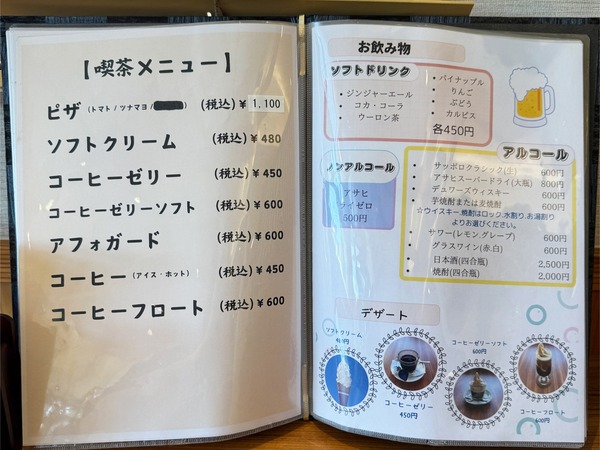 【喫茶メニュー】
ピザ (トマト / ツナマヨ / (税込) ¥ 1,100
ソフトクリーム (税込) ¥ 480
コーヒーゼリー (税込) ¥ 450
コーヒーゼリーソフト (税込) ¥ 600
アフォガード (税込) ¥ 600
コーヒー (アイス・ホット) (税込) ¥ 450
コーヒーフロート (税込) ¥ 600
お飲み物
ソフトドリンク
・ジンジャーエール
・コカ・コーラ
・ウーロン茶
・パイナップル
・りんご
・ぶどう
・カルピス
各450円
ノンアルコール
アサヒ
ライゼロ
500円
アルコール
・サッポロクラシック(生) 600円
・アサヒスーパードライ(大瓶) 800円
・デュワーズウィスキー 600円
・芋焼酎または麦焼酎 600円
☆ウイスキー,焼酎はロック,水割り,お湯割り
よりお選びください。
・サワー(レモン,グレープ) 600円
・グラスワイン(赤,白) 600円
・日本酒(四合瓶) 2,500円
・焼酎(四合瓶) 2,000円
デザート
ソフトクリーム
コーヒーゼリー
450円
コーヒーゼリーソフト
600円
コーヒーフロート
600円